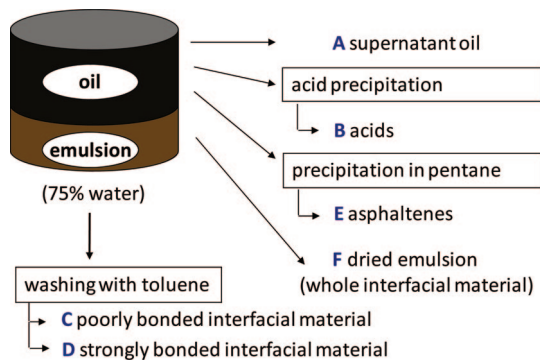 A supernatant oil
oil
acid precipitation
B acids
emulsion
precipitation in pentane
(75% water)
E asphaltenes
F dried emulsion
(whole interfacial material)
washing with toluene
C poorly bonded interfacial material
D strongly bonded interfacial material